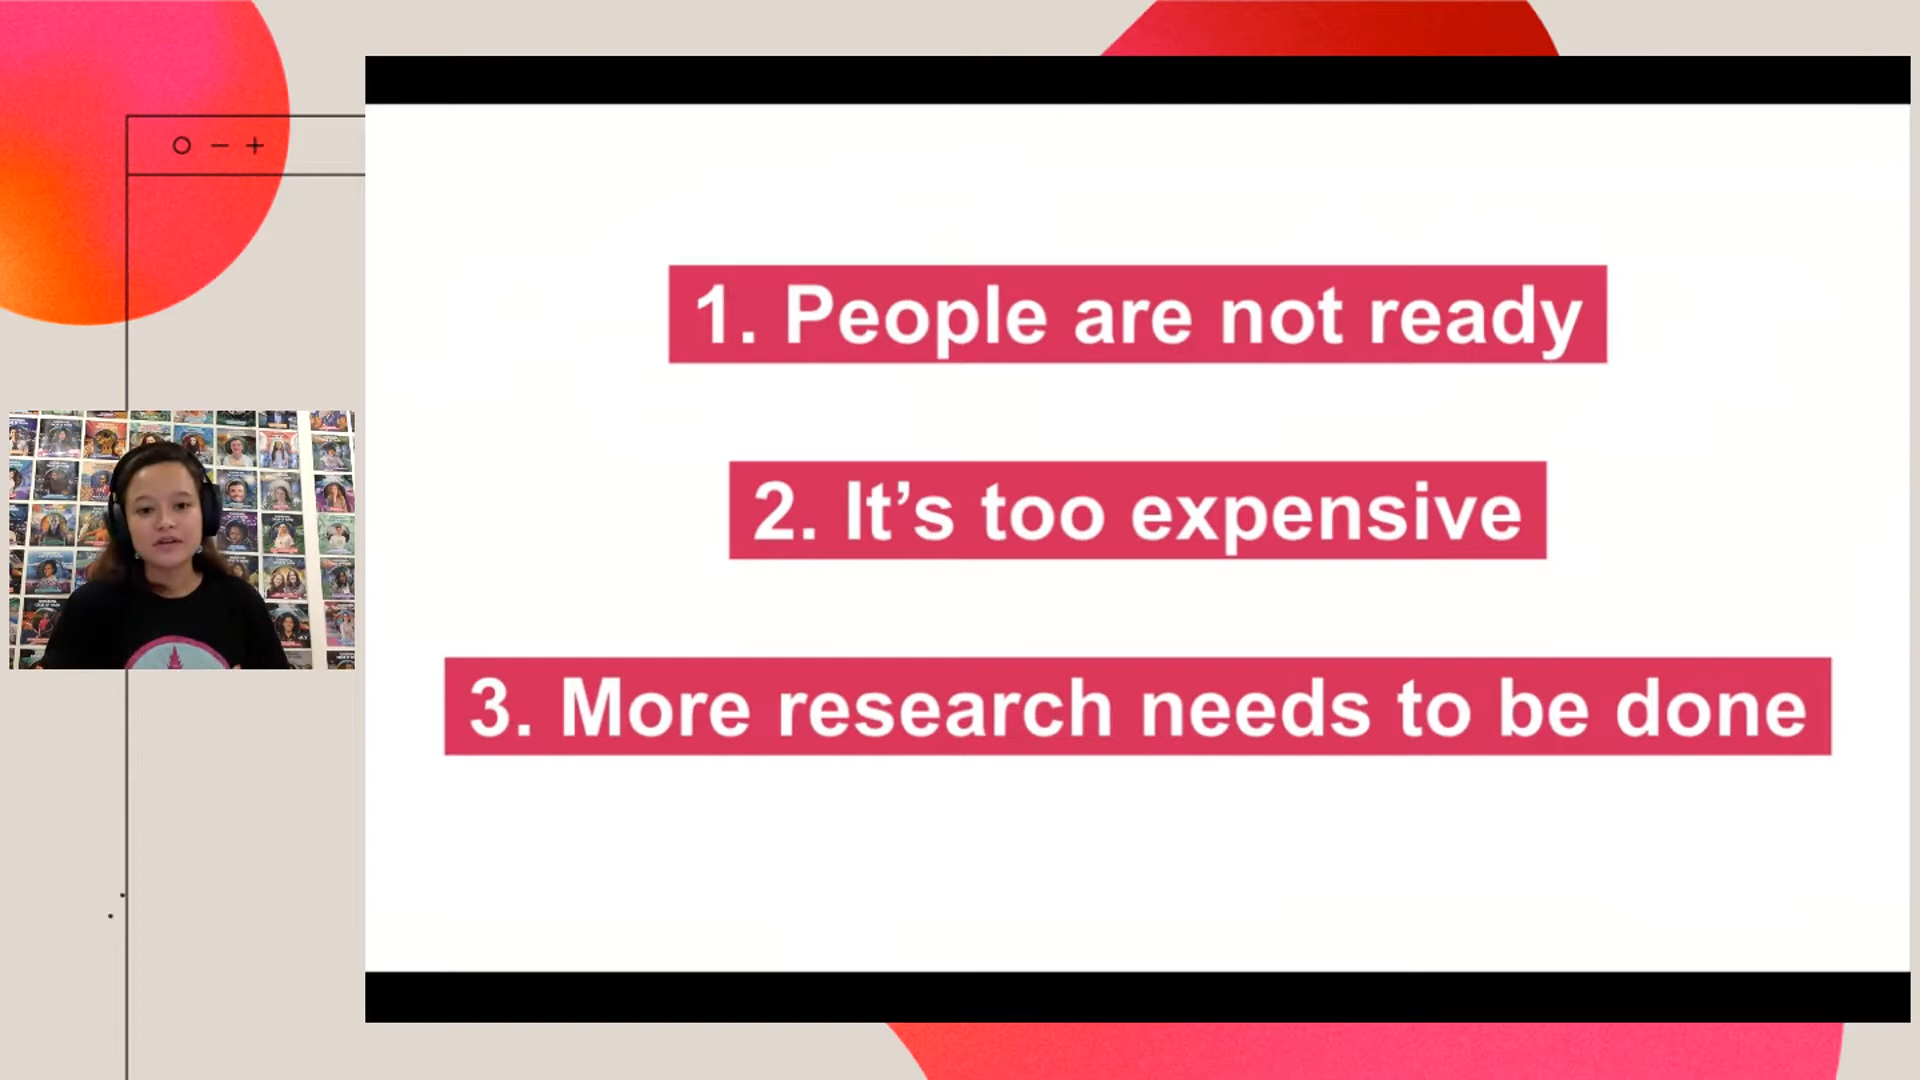 1. People are not ready
2. It’s too expensive
3. More research needs to be done